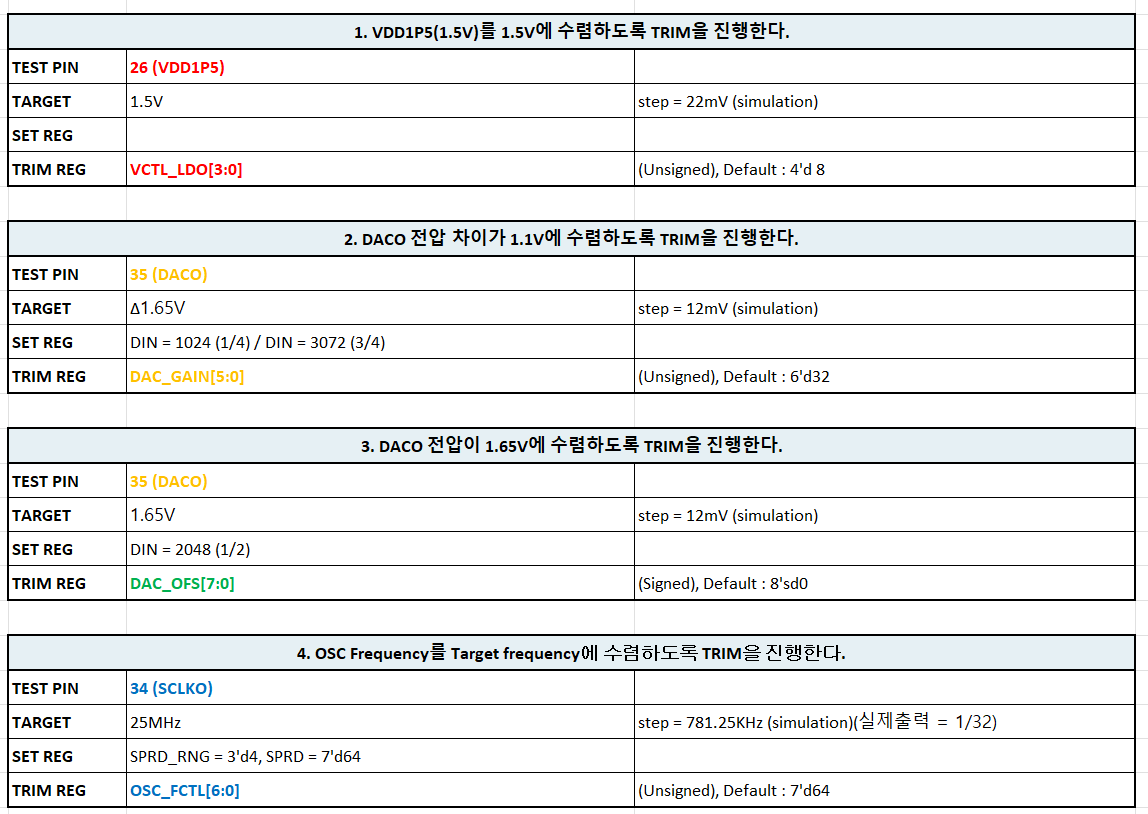 1. VDD1P5(1.5V)를 1.5V에 수렴하도록 TRIM을 진행한다.
TEST PIN 26 (VDD1P5)
TARGET 1.5V step = 22mV (simulation)
SET REG
TRIM REG VCTL_LDO[3:0] (Unsigned), Default : 4'd 8
2. DACO 전압 차이가 1.1V에 수렴하도록 TRIM을 진행한다.
TEST PIN 35 (DACO)
TARGET Δ1.65V step = 12mV (simulation)
SET REG DIN = 1024 (1/4) / DIN = 3072 (3/4)
TRIM REG DAC_GAIN[5:0] (Unsigned), Default : 6'd32
3. DACO 전압이 1.65V에 수렴하도록 TRIM을 진행한다.
TEST PIN 35 (DACO)
TARGET 1.65V step = 12mV (simulation)
SET REG DIN = 2048 (1/2)
TRIM REG DAC_OFS[7:0] (Signed), Default : 8'sd0
4. OSC Frequency를 Target frequency에 수렴하도록 TRIM을 진행한다.
TEST PIN 34 (SCLKO)
TARGET 25MHz step = 781.25KHz (simulation)(실제출력 = 1/32)
SET REG SPRD_RNG = 3'd4, SPRD = 7'd64
TRIM REG OSC_FCTL[6:0] (Unsigned), Default : 7'd64